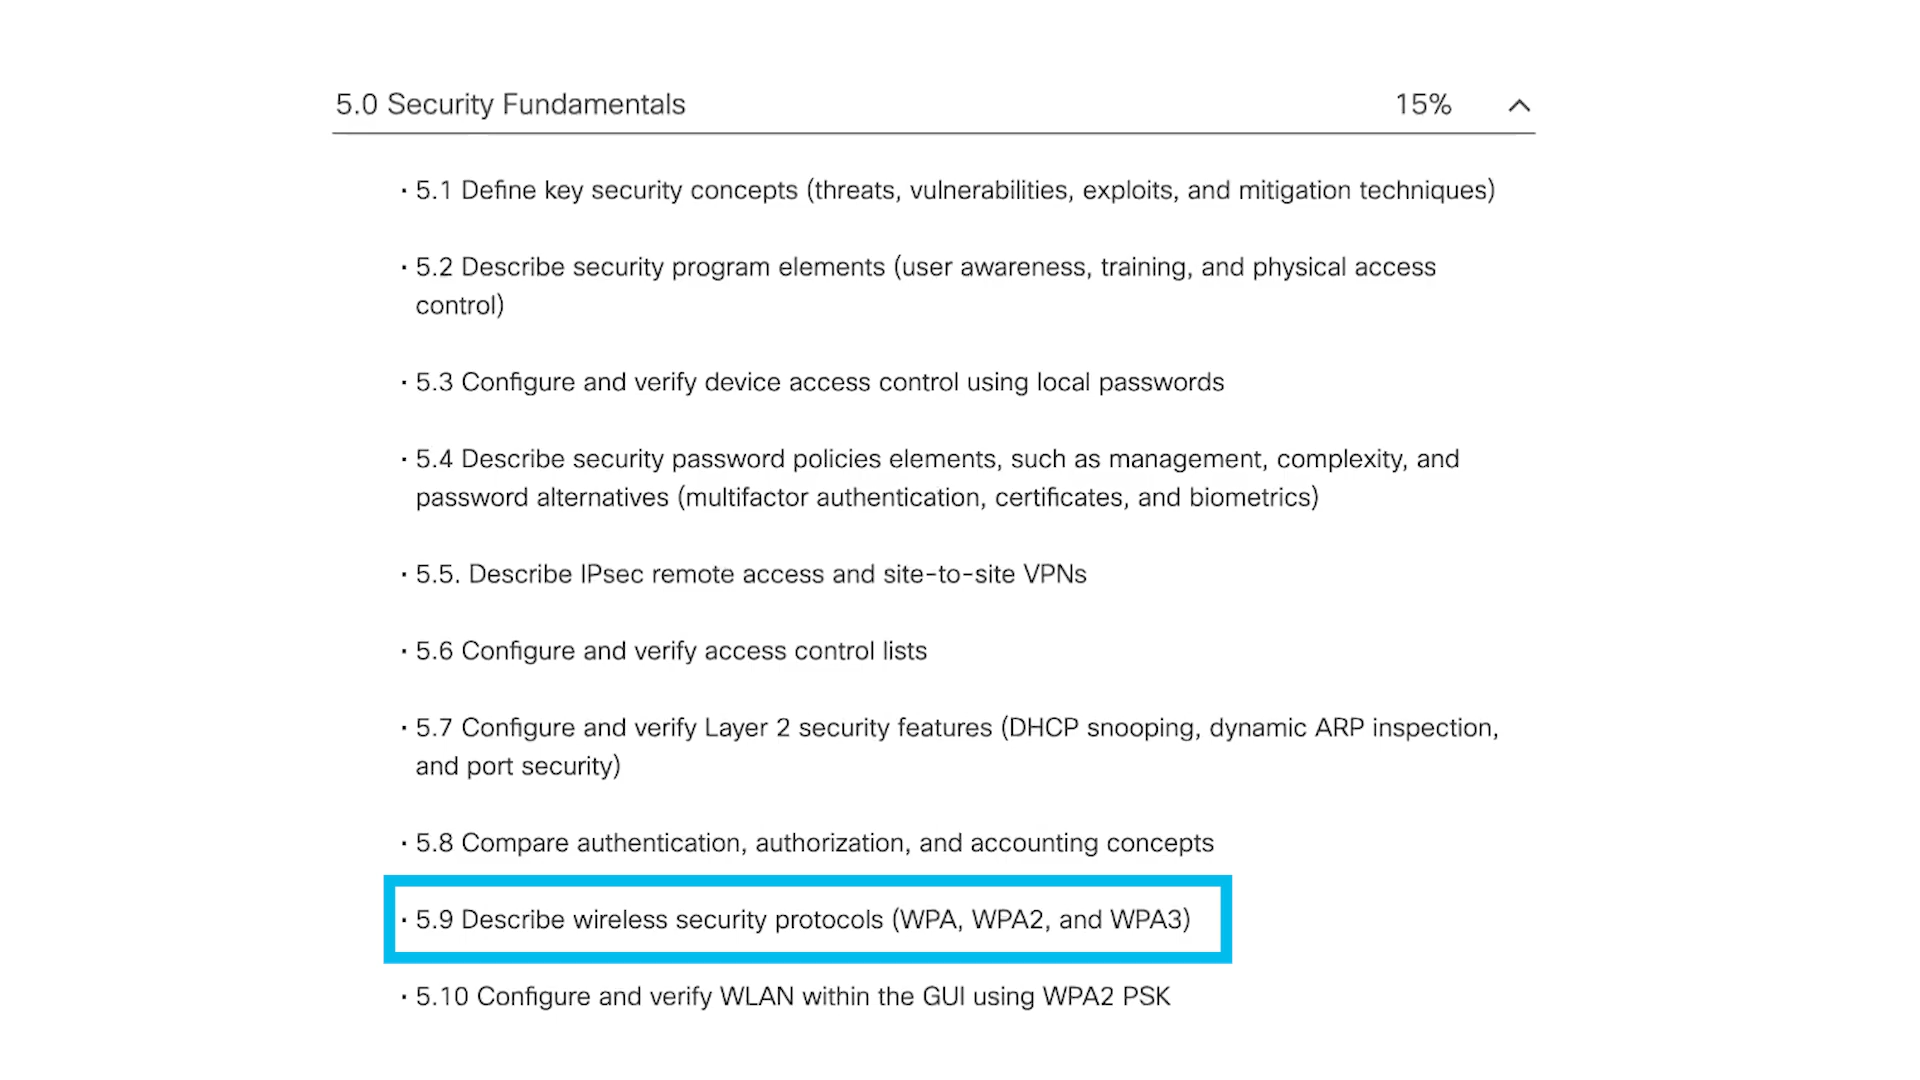 5.0 Security Fundamentals 15%
· 5.1 Define key security concepts (threats, vulnerabilities, exploits, and mitigation techniques)
· 5.2 Describe security program elements (user awareness, training, and physical access
control)
· 5.3 Configure and verify device access control using local passwords
· 5.4 Describe security password policies elements, such as management, complexity, and
password alternatives (multifactor authentication, certificates, and biometrics)
· 5.5. Describe IPsec remote access and site-to-site VPNs
· 5.6 Configure and verify access control lists
· 5.7 Configure and verify Layer 2 security features (DHCP snooping, dynamic ARP inspection,
and port security)
· 5.8 Compare authentication, authorization, and accounting concepts
· 5.9 Describe wireless security protocols (WPA, WPA2, and WPA3)
· 5.10 Configure and verify WLAN within the GUI using WPA2 PSK